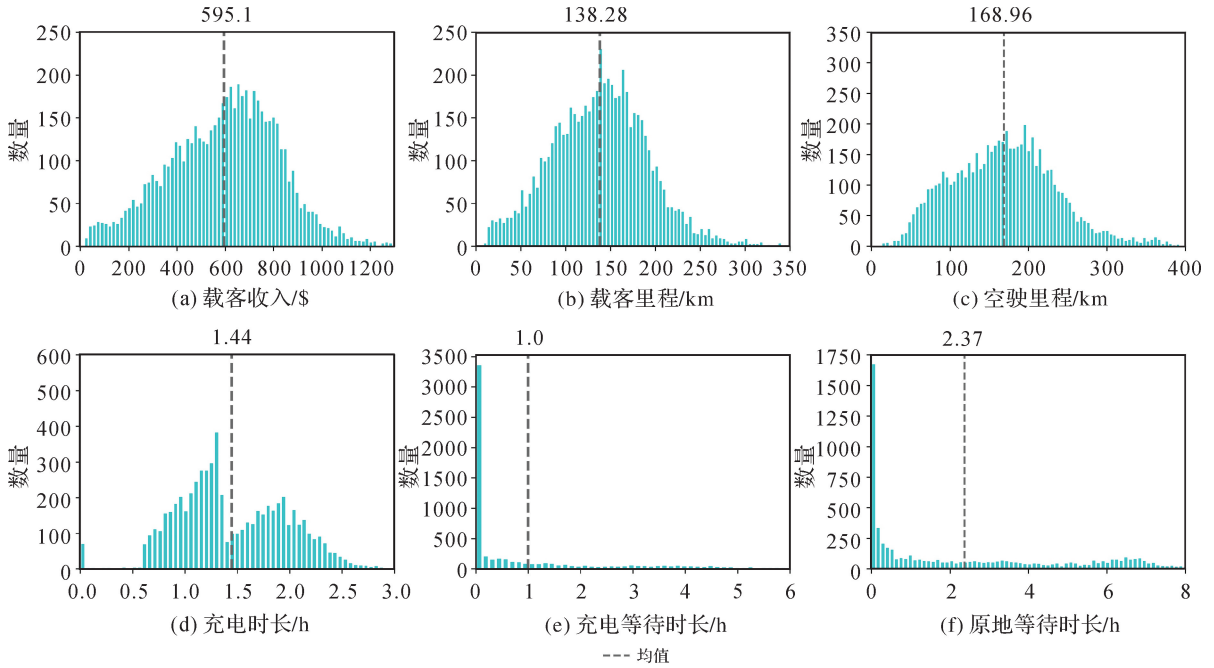 595.1
250
200
150
100
50
0
数量
0 200 400 600 800 1000 1200
(a) 载客收入/$
138.28
250
200
150
100
50
0
数量
0 50 100 150 200 250 300 350
(b) 载客里程/km
168.96
350
300
250
200
150
100
50
0
数量
0 100 200 300 400
(c) 空驶里程/km
1.44
600
500
400
300
200
100
0
数量
0.0 0.5 1.0 1.5 2.0 2.5 3.0
(d) 充电时长/h
1.0
3500
3000
2500
2000
1500
1000
500
0
数量
0 1 2 3 4 5 6
(e) 充电等待时长/h
2.37
1750
1500
1250
1000
750
500
250
0
数量
0 2 4 6 8
(f) 原地等待时长/h
均值